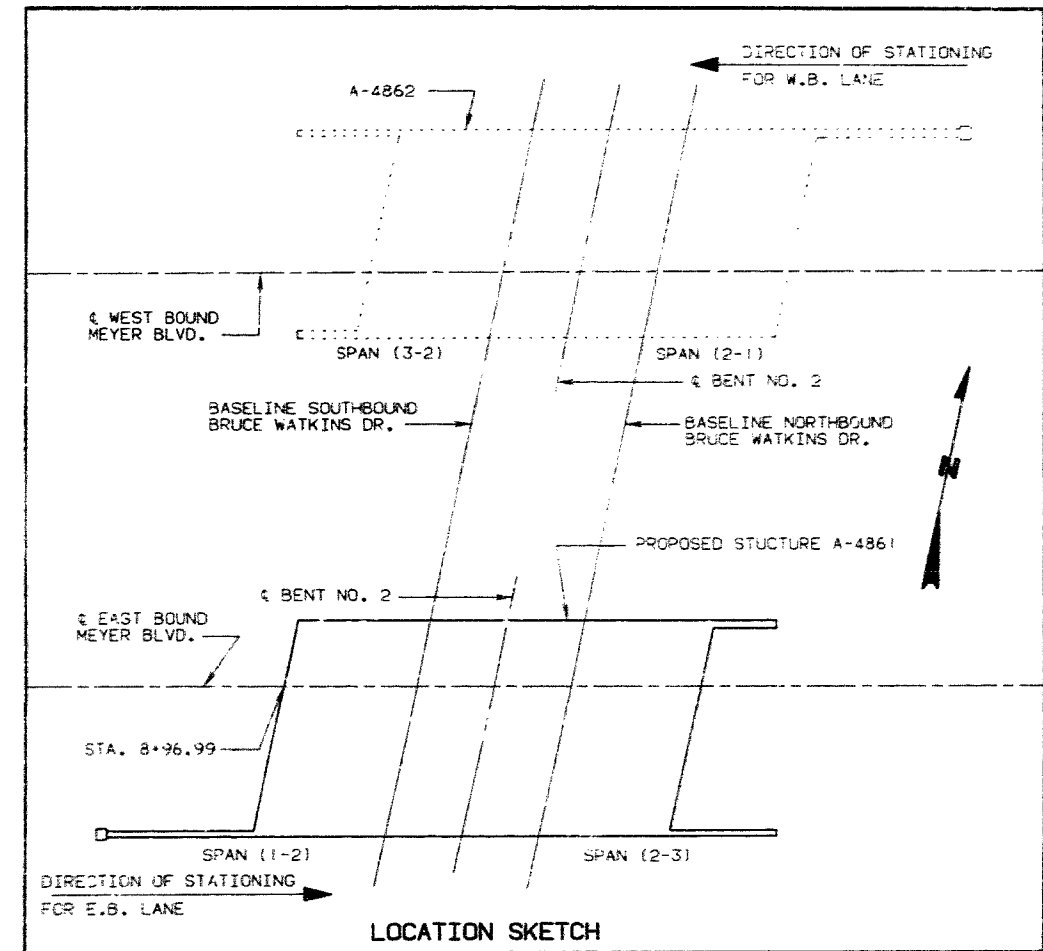 DIRECTION OF STATIONING
FOR W.B. LANE
A-4862
℄ WEST BOUND
MEYER BLVD.
SPAN (3-2)
SPAN (2-1)
℄ BENT NO. 2
BASELINE SOUTHBOUND
BRUCE WATKINS DR.
BASELINE NORTHBOUND
BRUCE WATKINS DR.
N
PROPOSED STUCTURE A-4861
℄ BENT NO. 2
℄ EAST BOUND
MEYER BLVD.
STA. 8+96.99
SPAN (1-2)
SPAN (2-3)
DIRECTION OF STATIONING
FOR E.B. LANE
LOCATION SKETCH